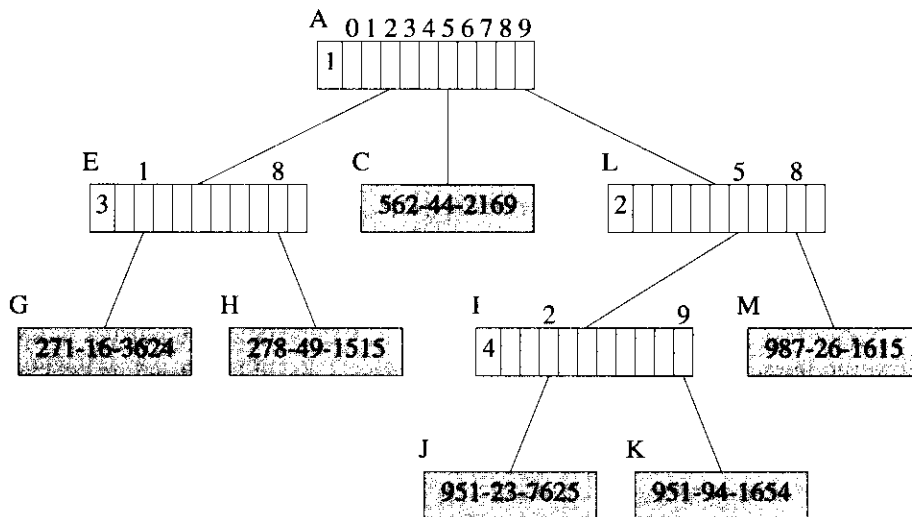 A 0 1 2 3 4 5 6 7 8 9
1
E 1 8 C L 5 8
3 562-44-2169 2
G H I 2 9 M
271-16-3624 278-49-1515 4 987-26-1615
J K
951-23-7625 951-94-1654